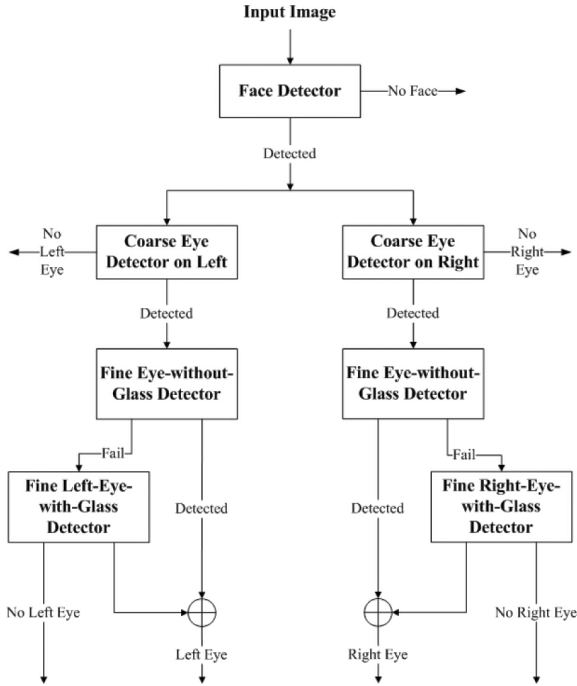 Input Image
Face Detector
No Face
Detected
No
Left
Eye
Coarse Eye
Detector on Left
Coarse Eye
Detector on Right
No
Right
Eye
Detected
Detected
Fine Eye-without-
Glass Detector
Fine Eye-without-
Glass Detector
Fail
Fail
Fine Left-Eye-
with-Glass
Detector
Detected
Detected
Fine Right-Eye-
with-Glass
Detector
No Left Eye
No Right Eye
Left Eye
Right Eye